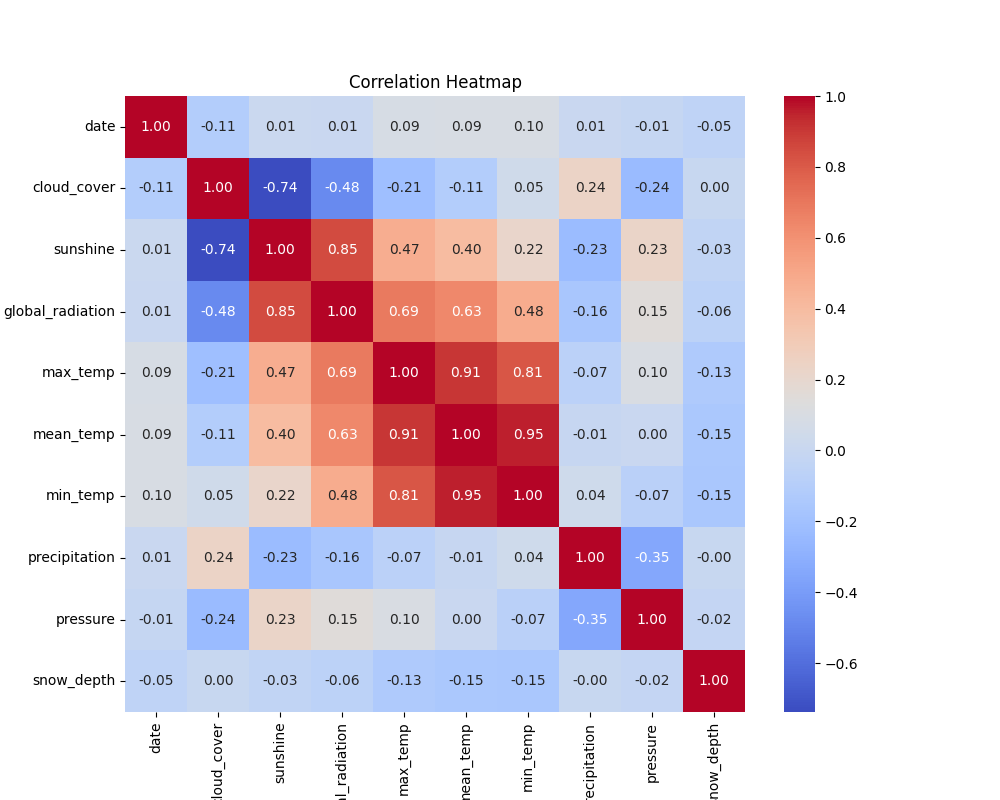 Correlation Heatmap
date 1.00 -0.11 0.01 0.01 0.09 0.09 0.10 0.01 -0.01 -0.05
cloud_cover -0.11 1.00 -0.74 -0.48 -0.21 -0.11 0.05 0.24 -0.24 0.00
sunshine 0.01 -0.74 1.00 0.85 0.47 0.40 0.22 -0.23 0.23 -0.03
global_radiation 0.01 -0.48 0.85 1.00 0.69 0.63 0.48 -0.16 0.15 -0.06
max_temp 0.09 -0.21 0.47 0.69 1.00 0.91 0.81 -0.07 0.10 -0.13
mean_temp 0.09 -0.11 0.40 0.63 0.91 1.00 0.95 -0.01 0.00 -0.15
min_temp 0.10 0.05 0.22 0.48 0.81 0.95 1.00 0.04 -0.07 -0.15
precipitation 0.01 0.24 -0.23 -0.16 -0.07 -0.01 0.04 1.00 -0.35 -0.00
pressure -0.01 -0.24 0.23 0.15 0.10 0.00 -0.07 -0.35 1.00 -0.02
snow_depth -0.05 0.00 -0.03 -0.06 -0.13 -0.15 -0.15 -0.00 -0.02 1.00
date
cloud_cover
sunshine
al_radiation
max_temp
mean_temp
min_temp
recipitation
pressure
now_depth
1.0
0.8
0.6
0.4
0.2
0.0
−0.2
−0.4
−0.6